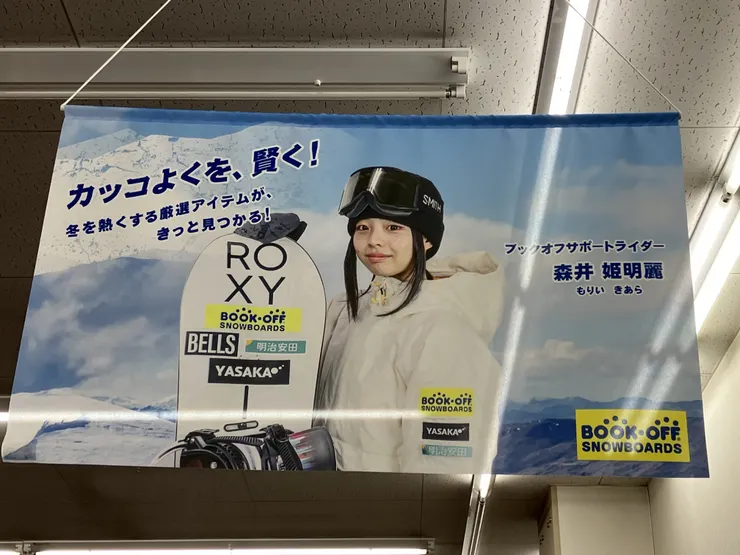 カッコよくを、賢く!
冬を熱くする厳選アイテムが、
きっと見つかる!
SMITH
ブックオフサポートライダー
森井 姫明麗
もりい きあら
RO
XY
BOOK-OFF
SNOWBOARDS
BELLS
明治安田
YASAKA
BOOK-OFF
SNOWBOARDS
YASAKA
明治安田
BOOK-OFF
SNOWBOARDS